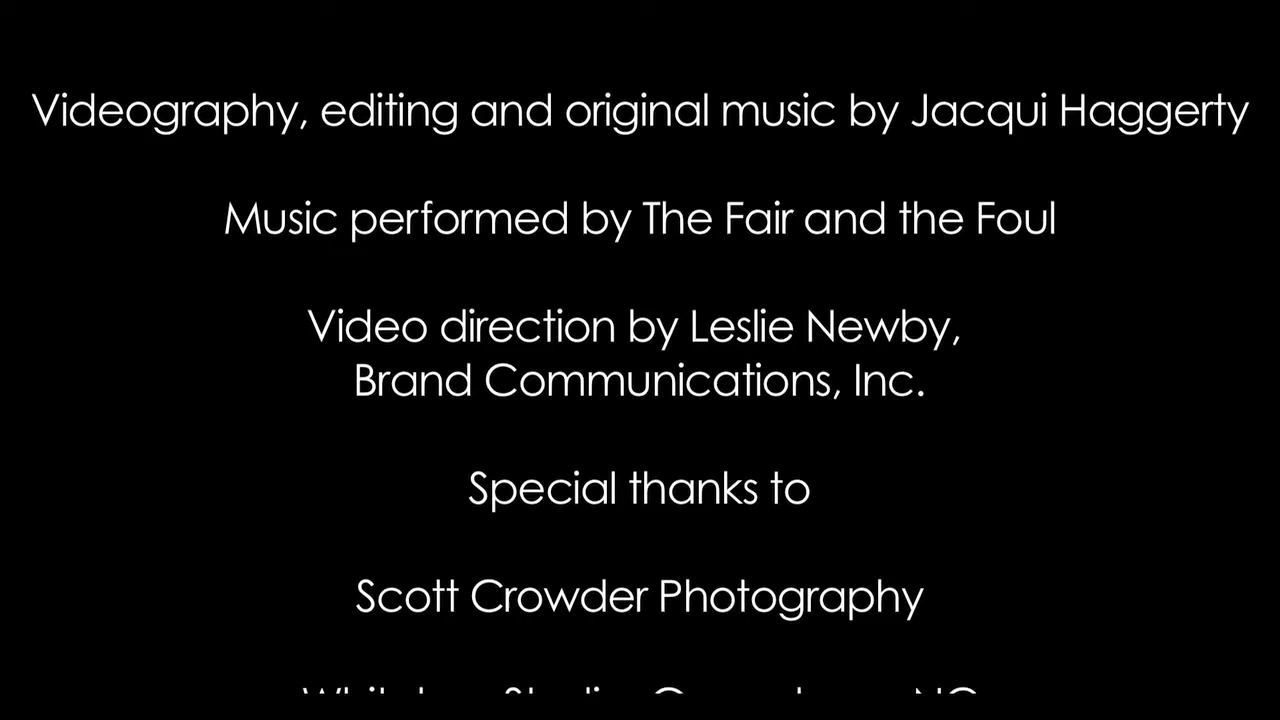 Videography, editing and original music by Jacqui Haggerty
Music performed by The Fair and the Foul
Video direction by Leslie Newby,
Brand Communications, Inc.
Special thanks to
Scott Crowder Photography